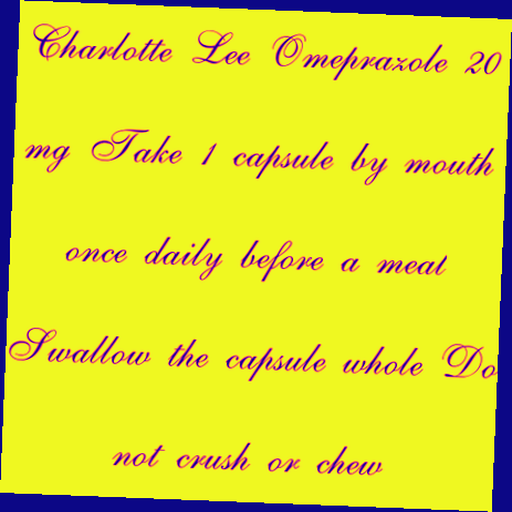 Charlotte Lee Omeprazole 20
mg Take 1 capsule by mouth
once daily before a meal
Swallow the capsule whole Do
not crush or chew